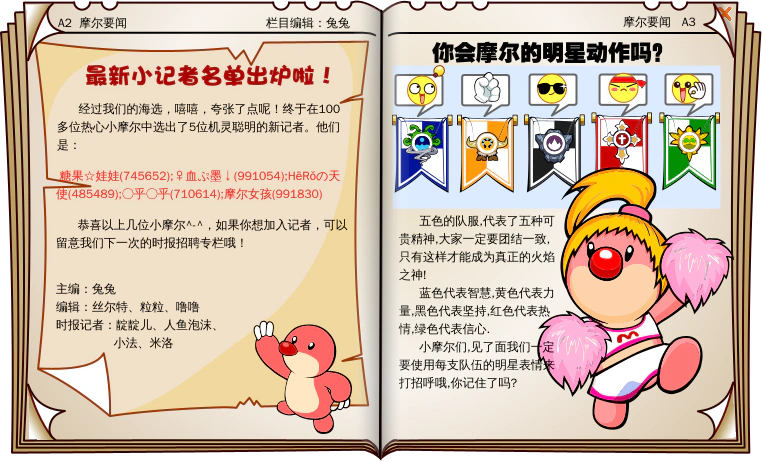 A2 摩尔要闻
栏目编辑：兔兔
最新小记者名单出炉啦！
经过我们的海选，嘻嘻，夸张了点呢！终于在100
多位热心小摩尔中选出了5位机灵聪明的新记者。他们
是：
糖果☆娃娃(745652);♀血ぷ墨↓(991054);HëRöの天
使(485489);〇乎〇乎(710614);摩尔女孩(991830)
恭喜以上几位小摩尔^-^，如果你想加入记者，可以
留意我们下一次的时报招聘专栏哦！
主编：兔兔
编辑：丝尔特、粒粒、噜噜
时报记者：靛靛儿、人鱼泡沫、
小法、米洛
摩尔要闻 A3
你会摩尔的明星动作吗？
五色的队服,代表了五种可
贵精神,大家一定要团结一致,
只有这样才能成为真正的火焰
之神!
蓝色代表智慧,黄色代表力
量,黑色代表坚持,红色代表热
情,绿色代表信心.
小摩尔们,见了面我们一定
要使用每支队伍的明星表情来
打招呼哦,你记住了吗?